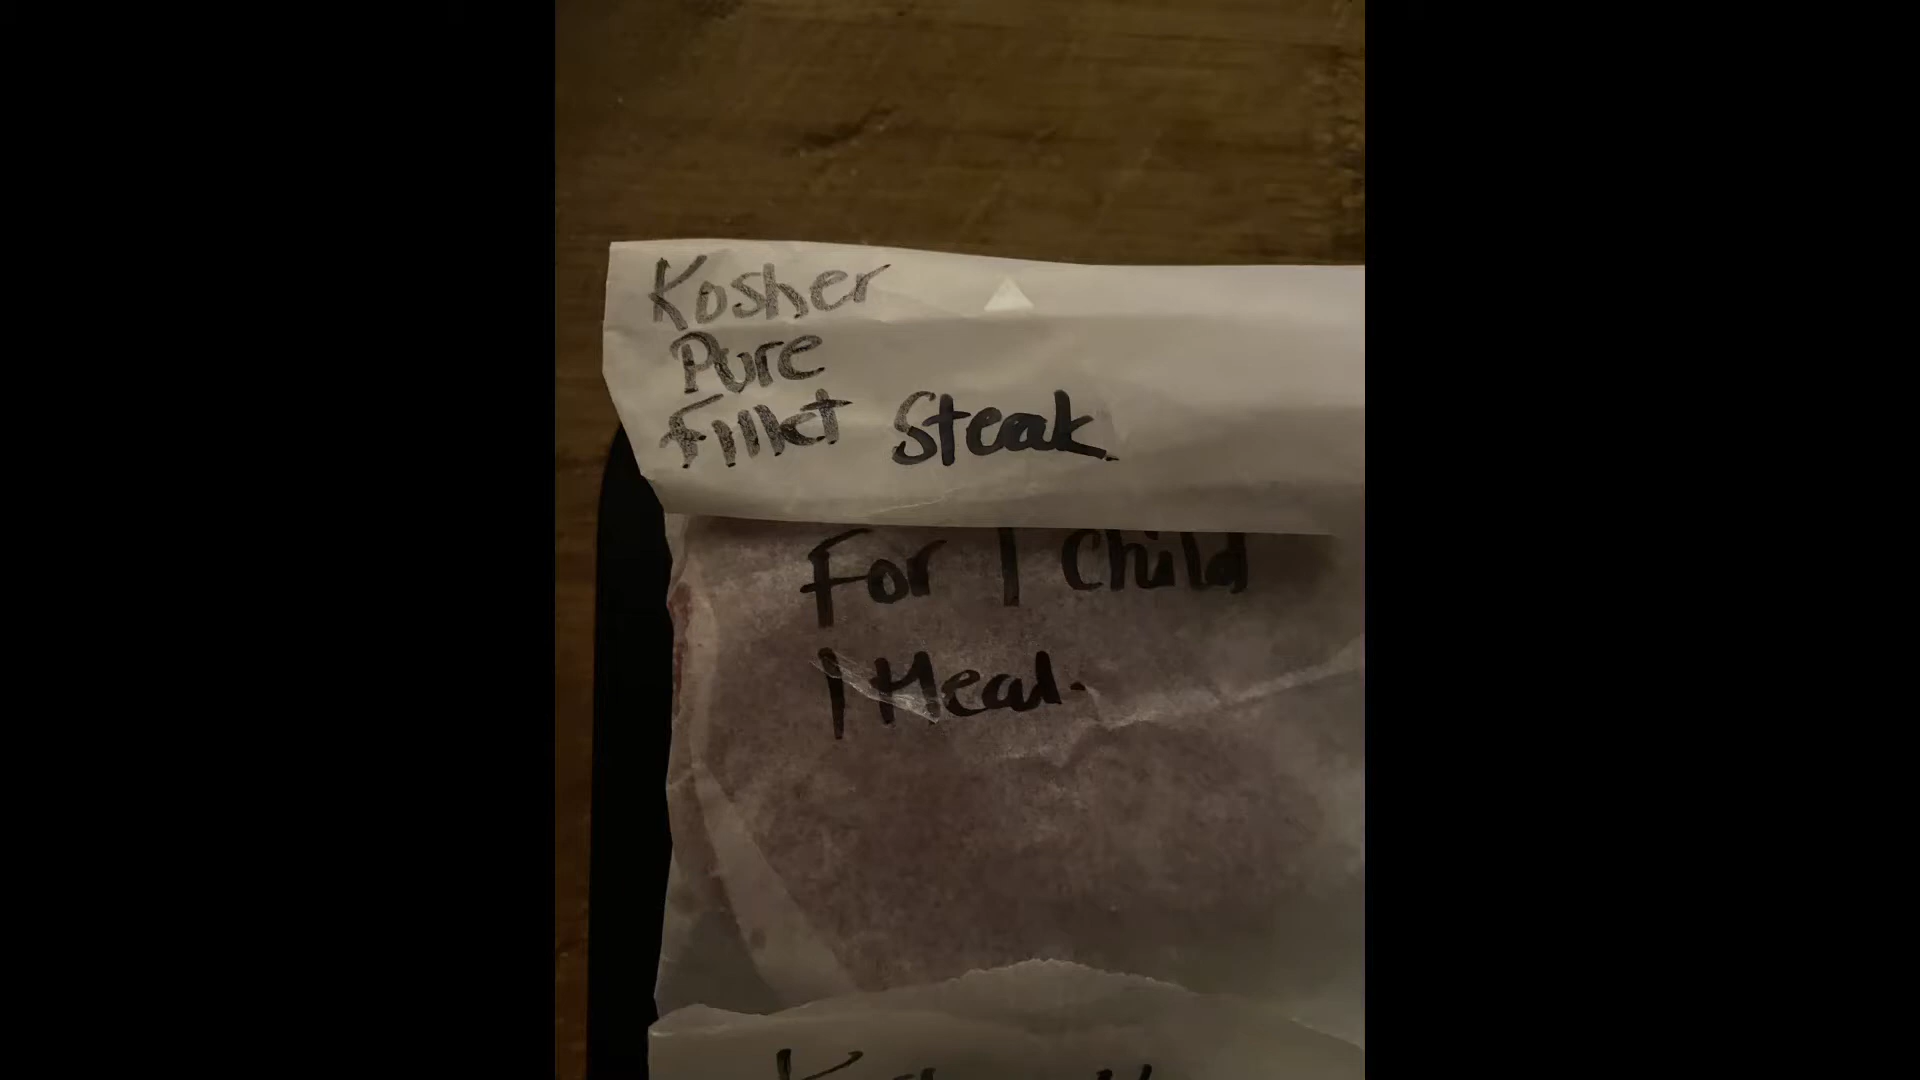 Kosher
Pure
Fillet Steak.
For 1 Child
1 Meal.